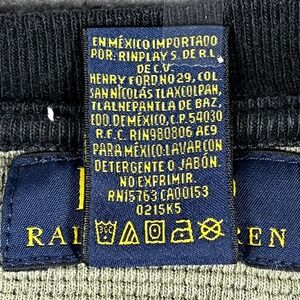 EN MÉXICO IMPORTADO
POR: RINPLAY S. DE R.L.
DE C.V.
HENRY FORD NO 29, COL.
SAN NICOLÁS TLAXCOLPAN,
TLALNEPANTLA DE BAZ,
EDO. DE MÉXICO, C.P. 54030
R.F.C. RIN980806 AE9
PARA MÉXICO: LAVAR CON
DETERGENTE O JABÓN.
NO EXPRIMIR.
RN15763 CA00153
0215K5
RAL REN